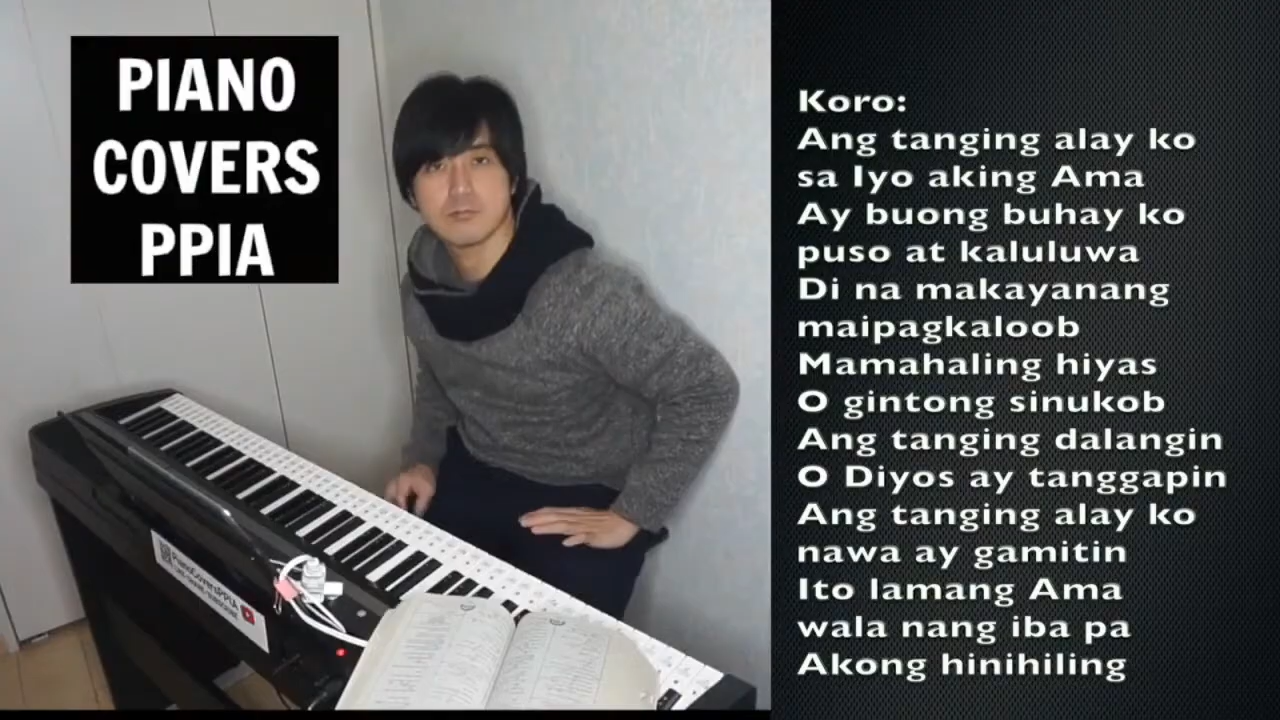 PIANO
COVERS
PPIA
Koro:
Ang tanging alay ko
sa Iyo aking Ama
Ay buong buhay ko
puso at kaluluwa
Di na makayanang
maipagkaloob
Mamahaling hiyas
O gintong sinukob
Ang tanging dalangin
O Diyos ay tanggapin
Ang tanging alay ko
nawa ay gamitin
Ito lamang Ama
wala nang iba pa
Akong hinihiling
PianoCoversPPIA